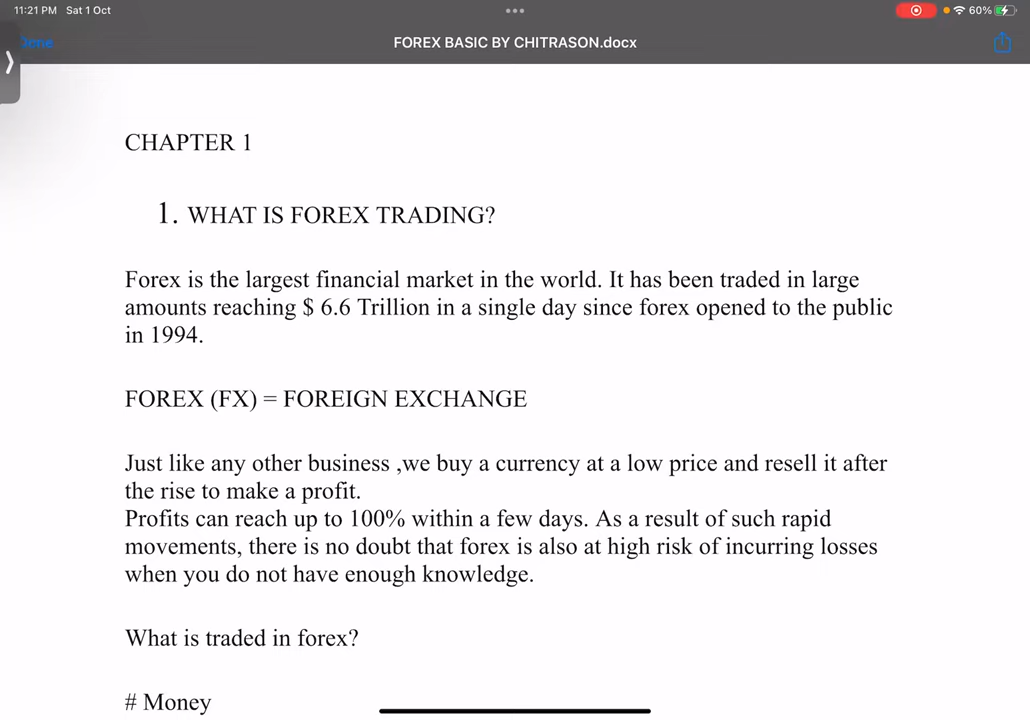 11:21 PM Sat 1 Oct
60%
Done
FOREX BASIC BY CHITRASON.docx
CHAPTER 1
1. WHAT IS FOREX TRADING?
Forex is the largest financial market in the world. It has been traded in large
amounts reaching $ 6.6 Trillion in a single day since forex opened to the public
in 1994.
FOREX (FX) = FOREIGN EXCHANGE
Just like any other business ,we buy a currency at a low price and resell it after
the rise to make a profit.
Profits can reach up to 100% within a few days. As a result of such rapid
movements, there is no doubt that forex is also at high risk of incurring losses
when you do not have enough knowledge.
What is traded in forex?
# Money